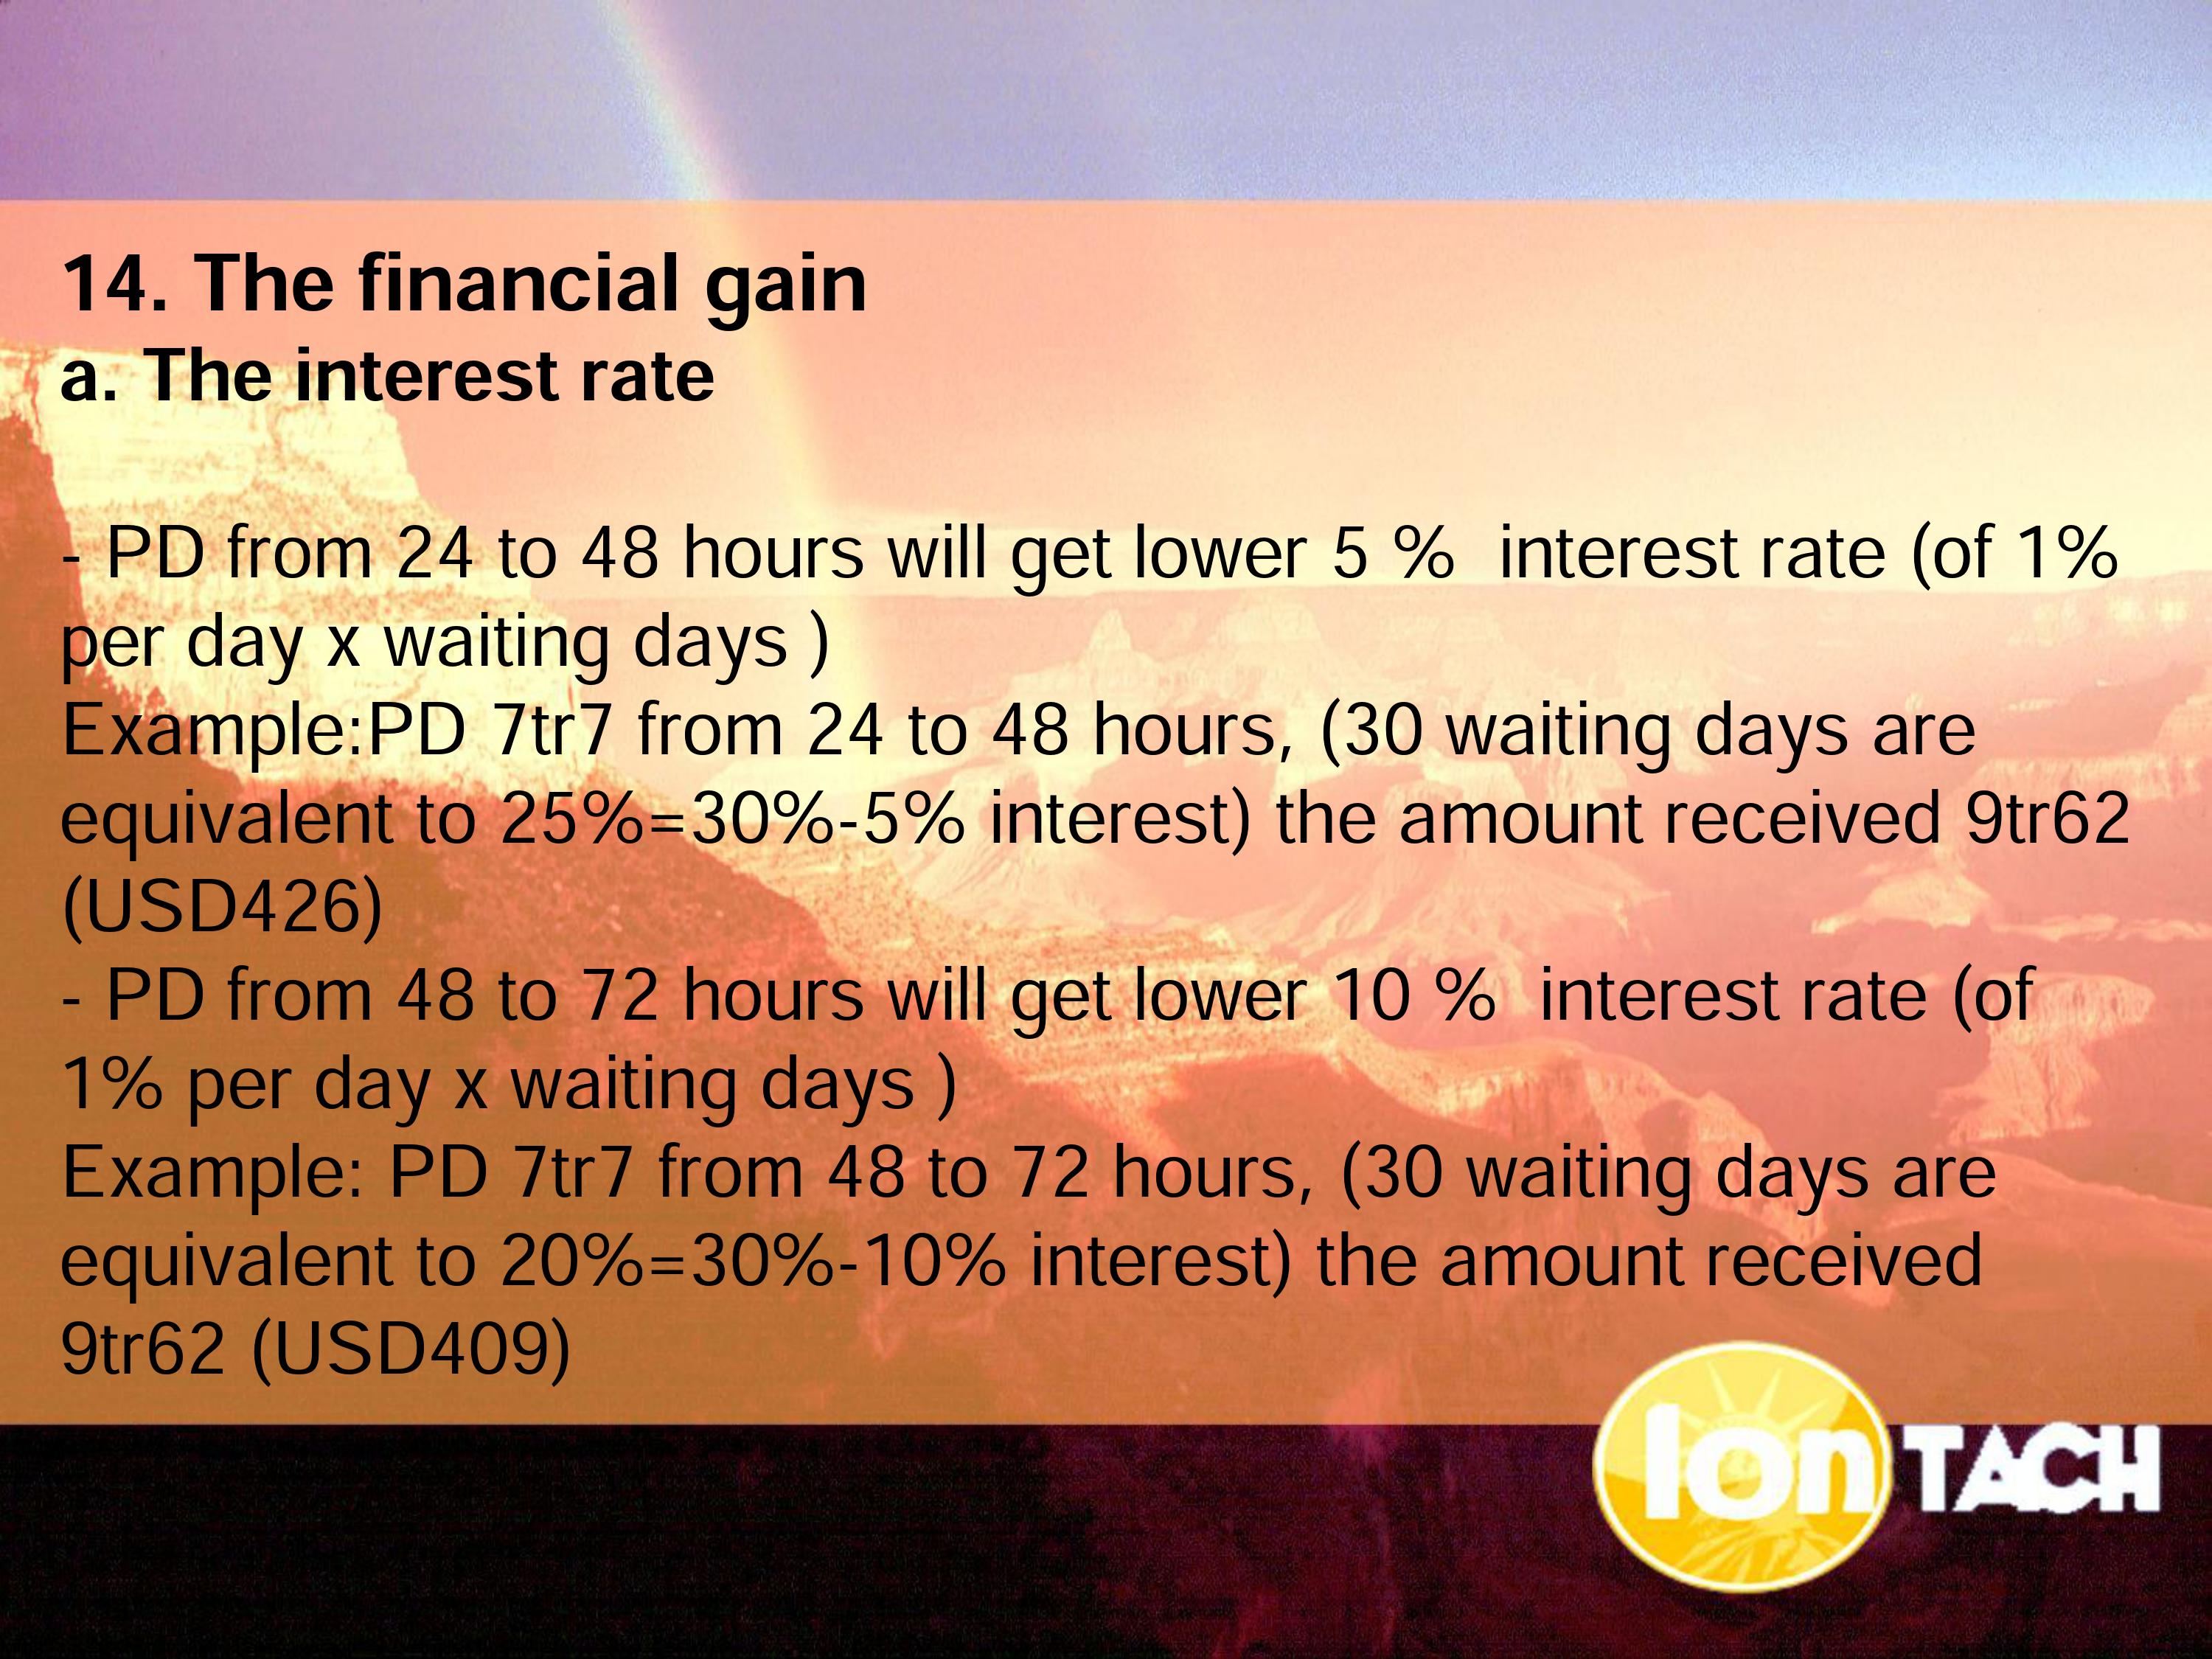 14. The financial gain
a. The interest rate
- PD from 24 to 48 hours will get lower 5 %  interest rate (of 1%
per day x waiting days )
Example:PD 7tr7 from 24 to 48 hours, (30 waiting days are
equivalent to 25%=30%-5% interest) the amount received 9tr62
(USD426)
- PD from 48 to 72 hours will get lower 10 %  interest rate (of
1% per day x waiting days )
Example: PD 7tr7 from 48 to 72 hours, (30 waiting days are
equivalent to 20%=30%-10% interest) the amount received
9tr62 (USD409)
Ion TACH